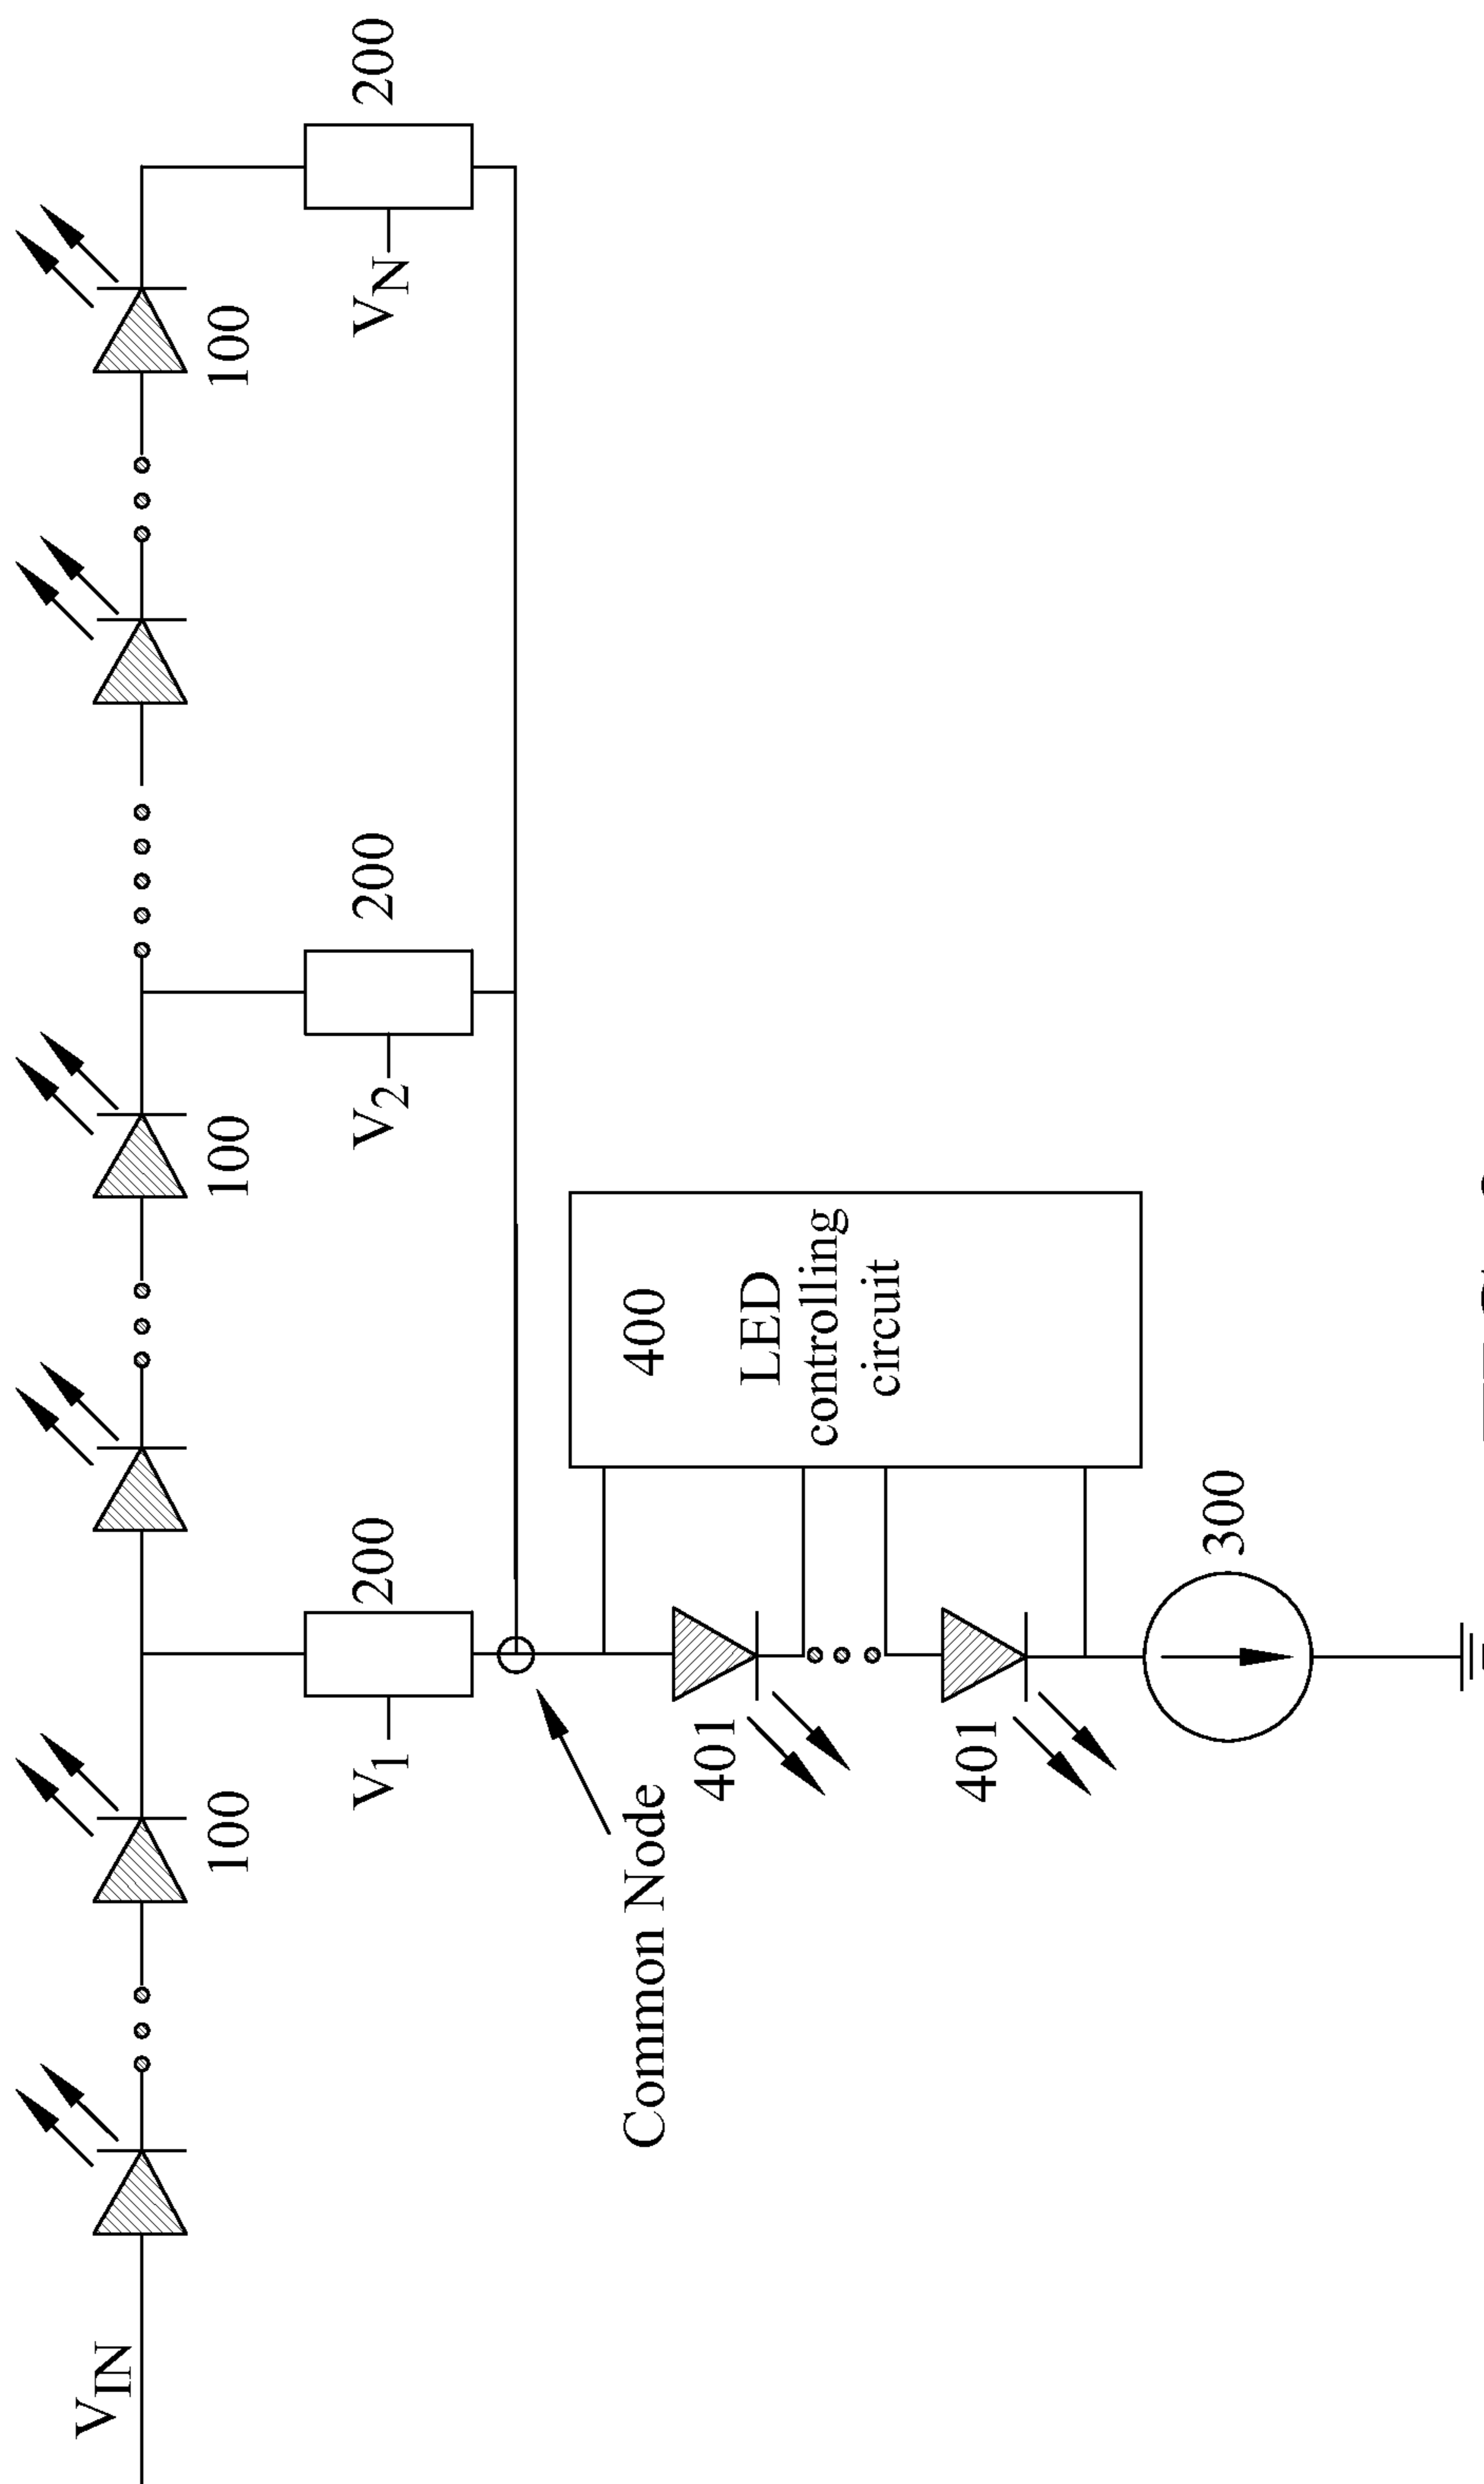 V_IN
100
100
100
V_1
200
V_2
200
V_N
200
Common Node
400
401
LED
controlling
circuit
401
300